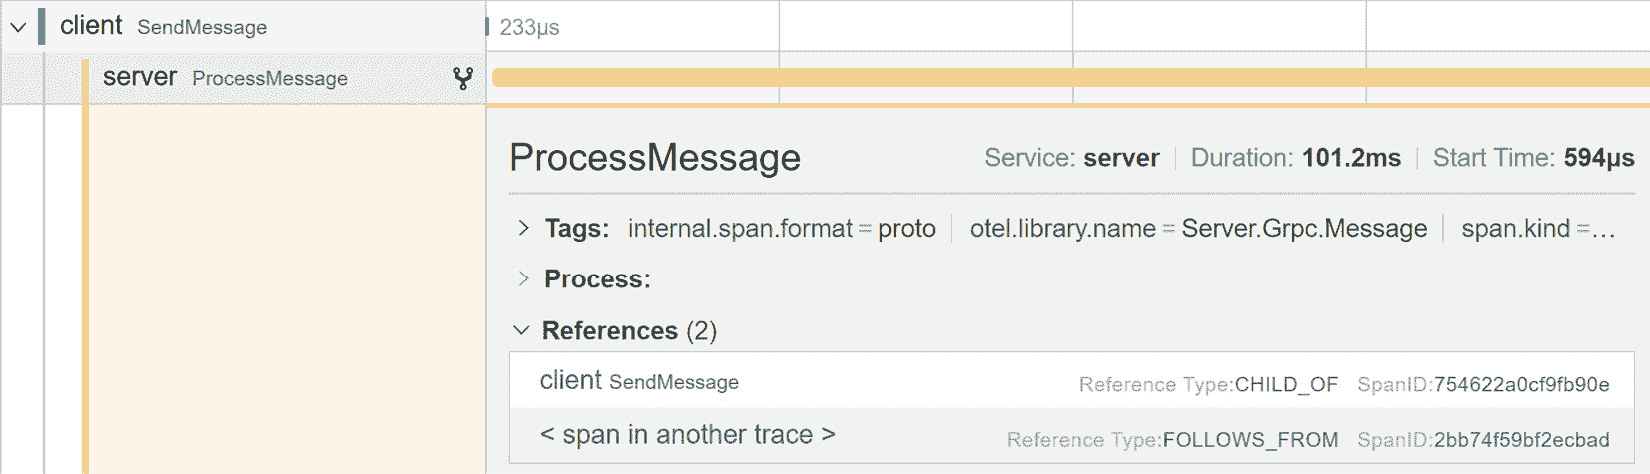 client SendMessage 233μs
server ProcessMessage
ProcessMessage Service: server Duration: 101.2ms Start Time: 594μs
Tags: internal.span.format = proto otel.library.name = Server.Grpc.Message span.kind =...
Process:
References (2)
client SendMessage Reference Type:CHILD_OF SpanID:754622a0cf9fb90e
< span in another trace > Reference Type:FOLLOWS_FROM SpanID:2bb74f59bf2ecbad